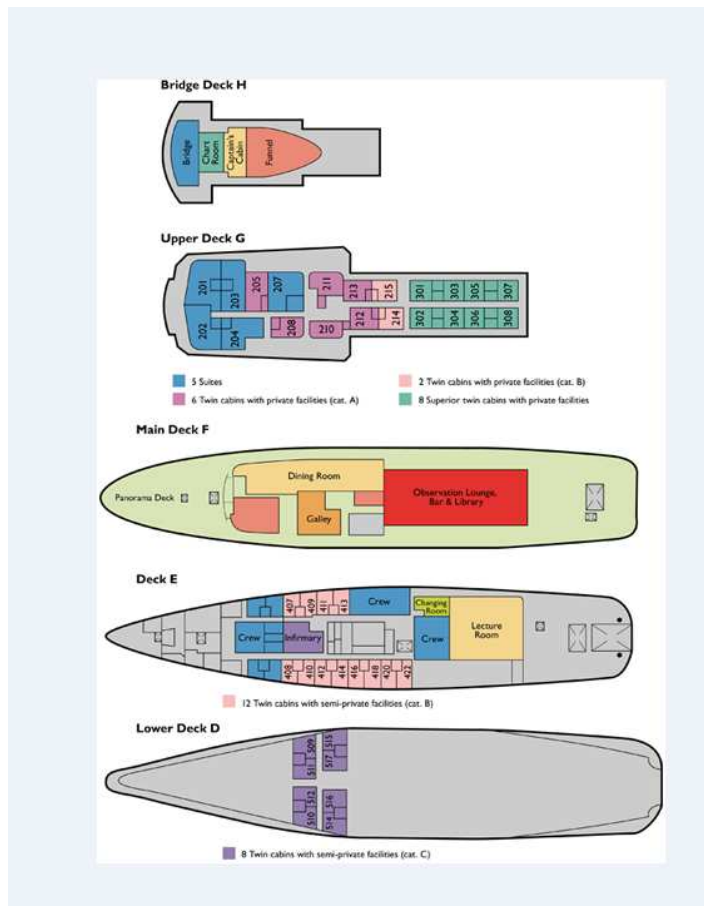 Bridge Deck H
Bridge
Chart
Room
Captain's
Cabin
Funnel
Upper Deck G
201
203
205
207
211
213
215
301
303
305
307
202
204
208
210
212
214
302
304
306
308
5 Suites
2 Twin cabins with private facilities (cat. B)
6 Twin cabins with private facilities (cat. A)
8 Superior twin cabins with private facilities
Main Deck F
Dining Room
Panorama Deck
Observation Lounge,
Bar & Library
Galley
Deck E
407
409
411
413
Crew
Changing
Room
Crew
Infirmary
Crew
Lecture
Room
408
410
412
414
416
418
420
422
12 Twin cabins with semi-private facilities (cat. B)
Lower Deck D
511
509
517
515
510
512
514
516
8 Twin cabins with semi-private facilities (cat. C)